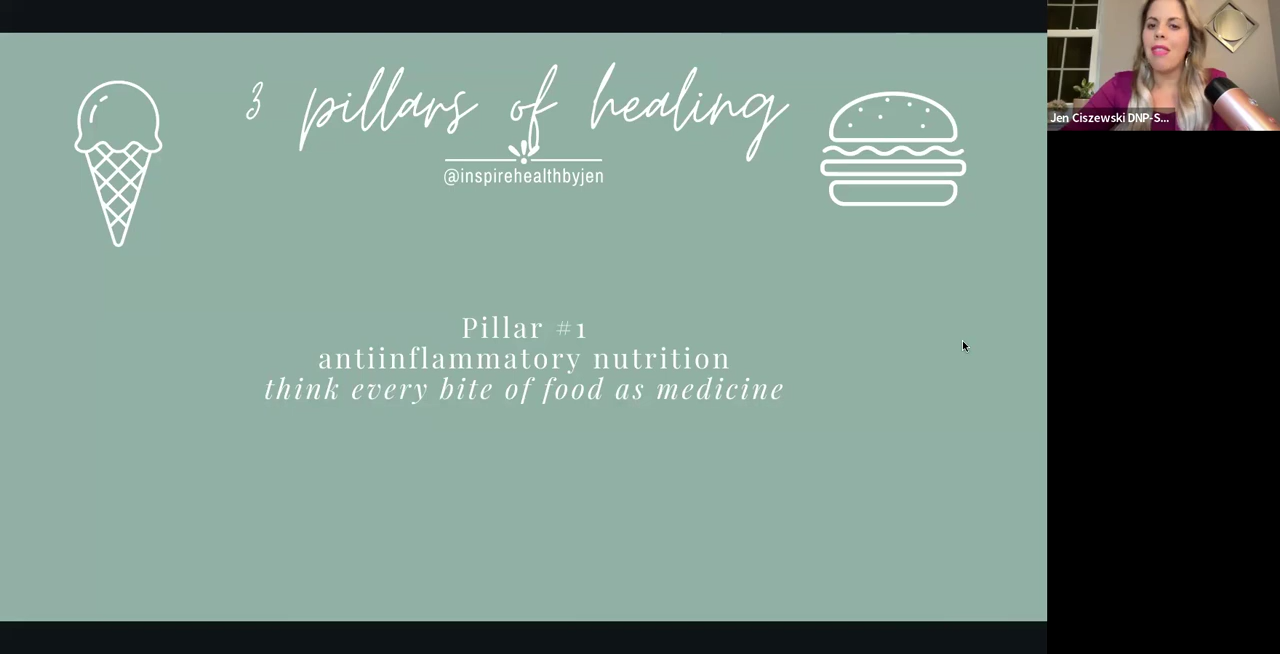 3 pillars of healing
@inspirehealthbyjen
Pillar #1
antiinflammatory nutrition
think every bite of food as medicine
Jen Ciszewski DNP-S...